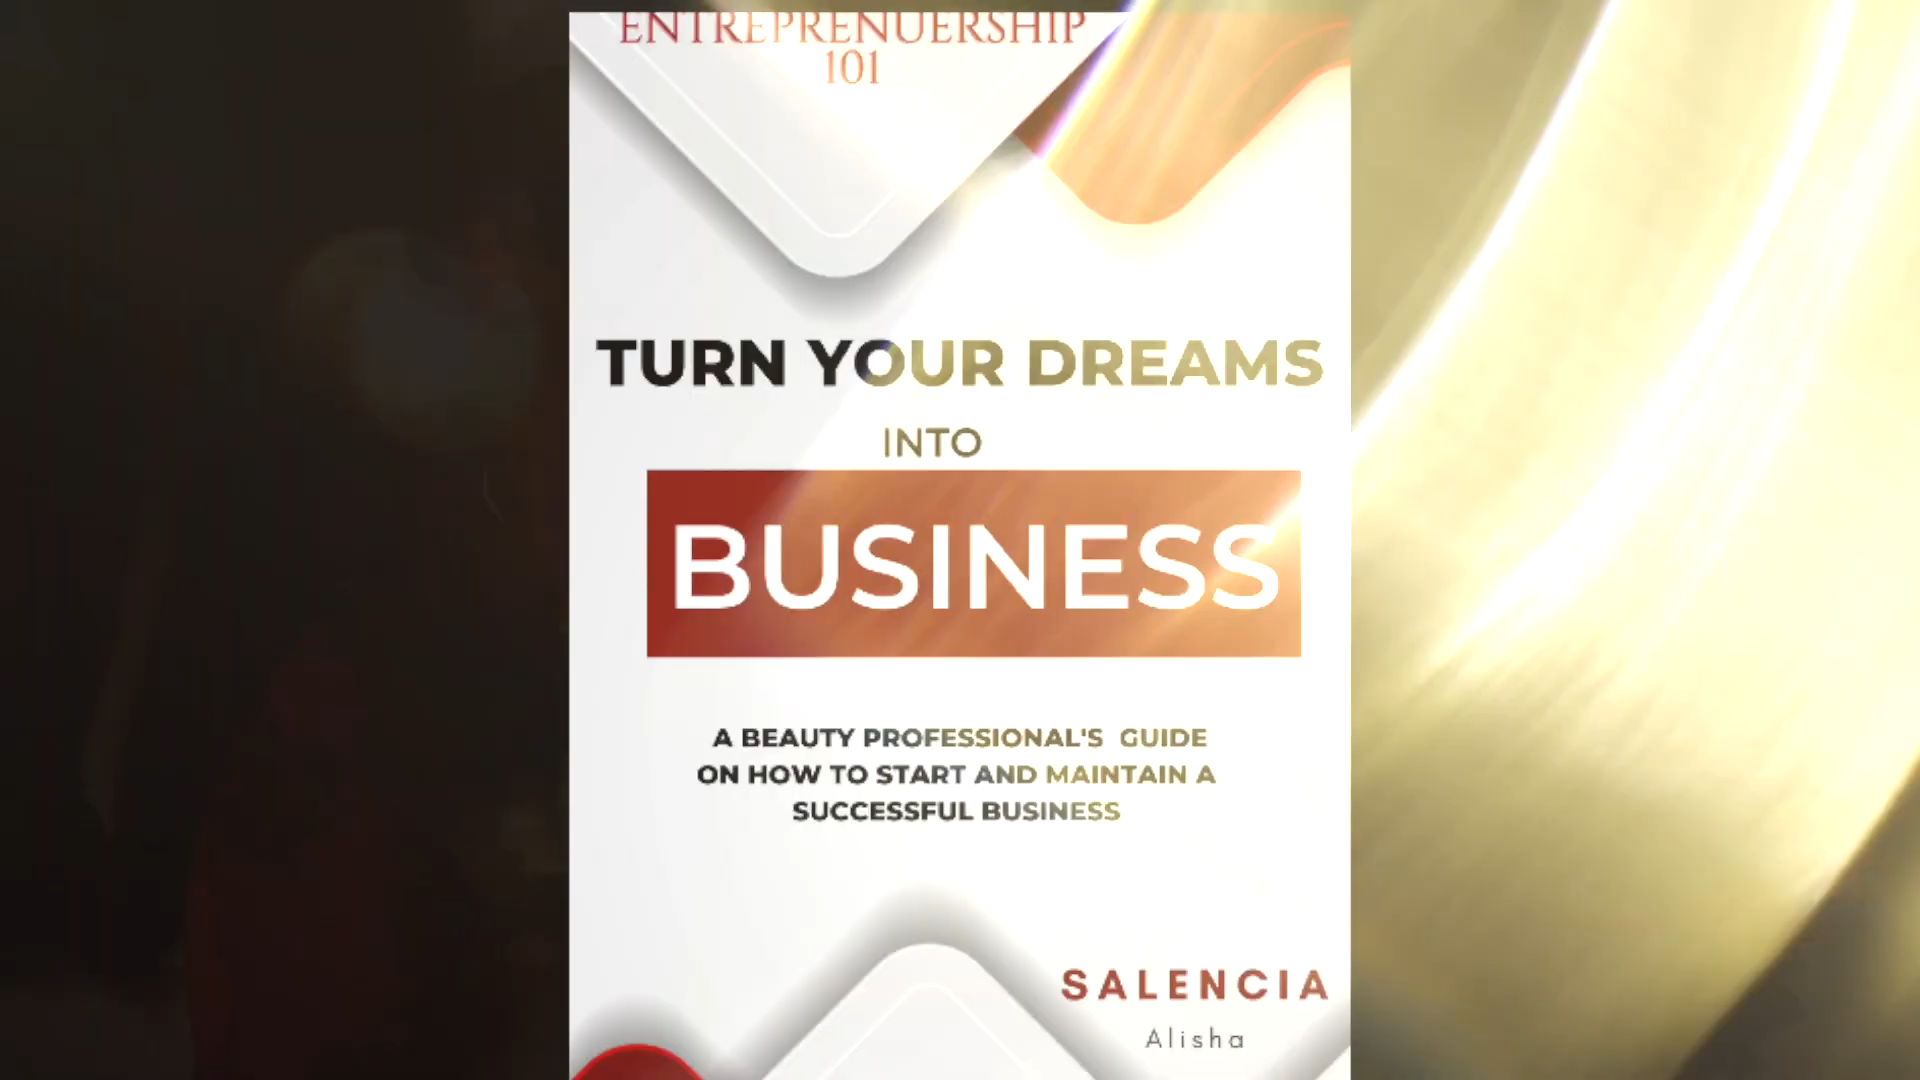 ENTREPRENUERSHIP
101
TURN YOUR DREAMS
INTO
BUSINESS
A BEAUTY PROFESSIONAL'S GUIDE
ON HOW TO START AND MAINTAIN A
SUCCESSFUL BUSINESS
SALENCIA
Alisha